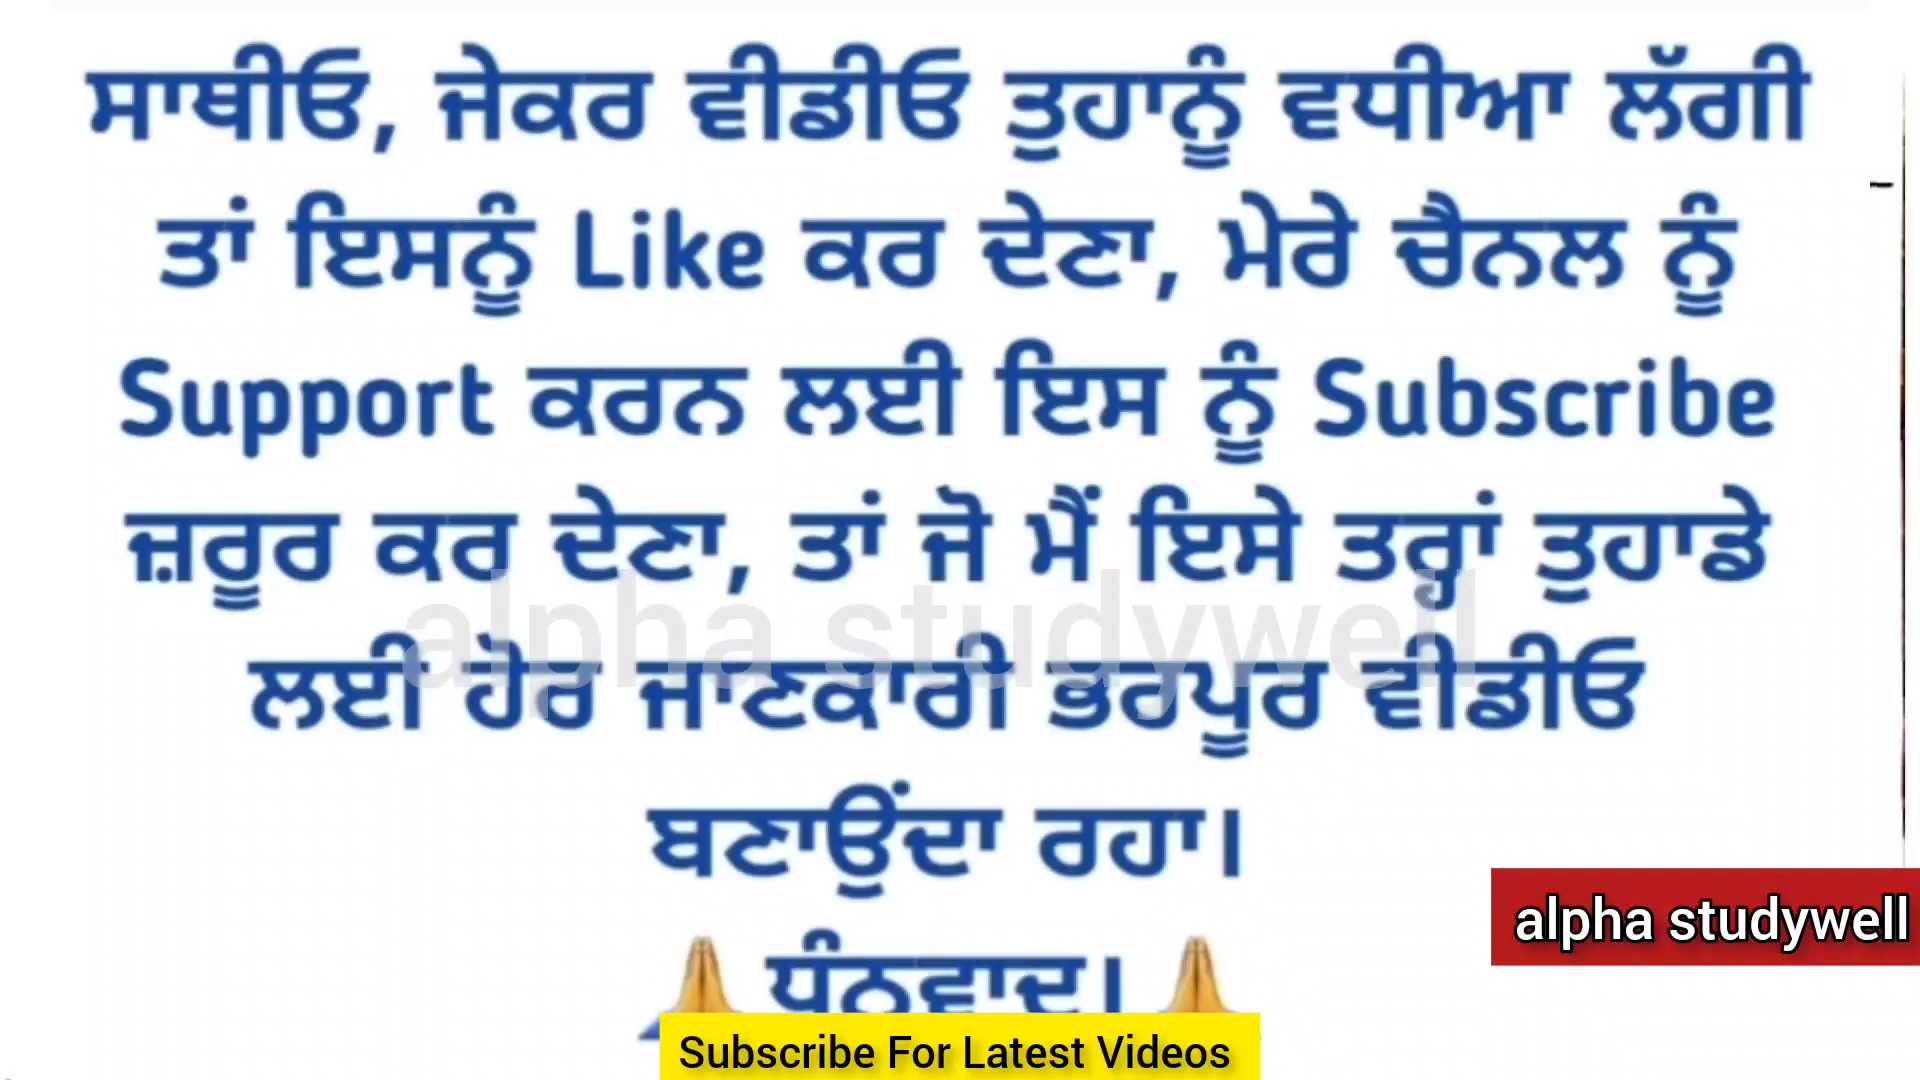 ਸਾਥੀਓ, ਜੇਕਰ ਵੀਡੀਓ ਤੁਹਾਨੂੰ ਵਧੀਆ ਲੱਗੀ
ਤਾਂ ਇਸਨੂੰ Like ਕਰ ਦੇਣਾ, ਮੇਰੇ ਚੈਨਲ ਨੂੰ
Support ਕਰਨ ਲਈ ਇਸ ਨੂੰ Subscribe
ਜ਼ਰੂਰ ਕਰ ਦੇਣਾ, ਤਾਂ ਜੋ ਮੈਂ ਇਸੇ ਤਰ੍ਹਾਂ ਤੁਹਾਡੇ
alpha studywell
ਲਈ ਹੋਰ ਜਾਣਕਾਰੀ ਭਰਪੂਰ ਵੀਡੀਓ
ਬਣਾਉਂਦਾ ਰਹਾ।
alpha studywell
🙏 ਧੰਨਵਾਦ। 🙏
Subscribe For Latest Videos